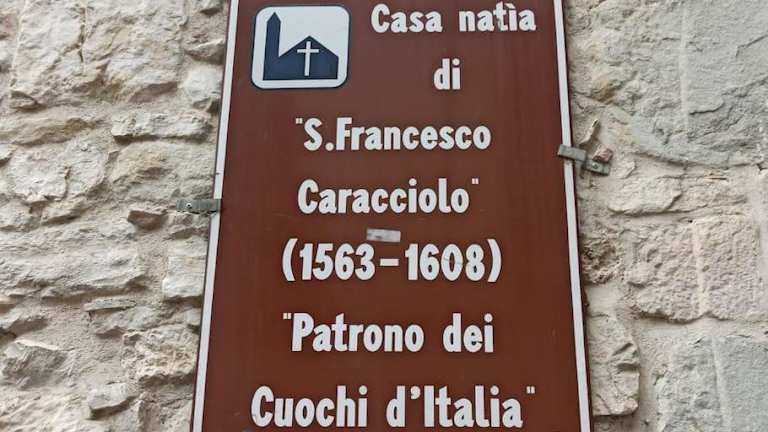 Casa natìa
di
"S.Francesco
Caracciolo"
(1563-1608)
"Patrono dei
Cuochi d'Italia"